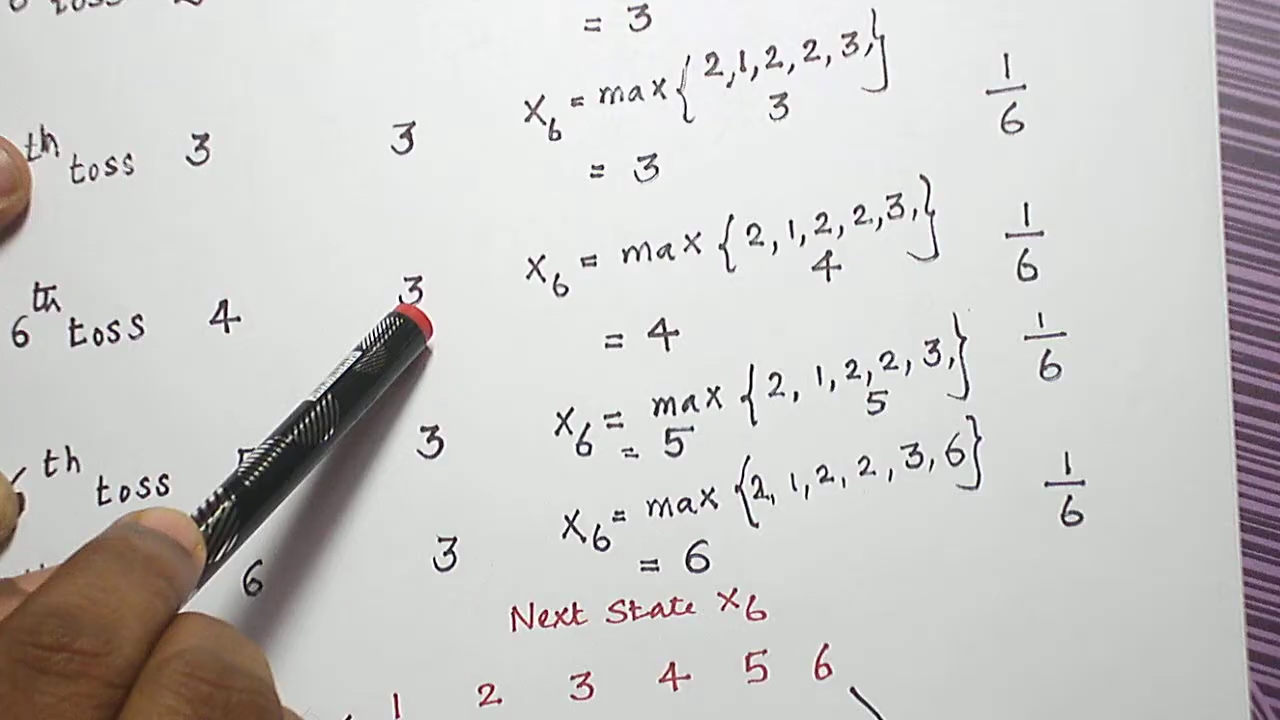 = 3
th toss 3 3 X6 = max{2,1,2,2,3, 3} 1/6
= 3
6th toss 4 3 X6 = max{2,1,2,2,3, 4} 1/6
= 4
th toss 5 3 X6 = max{2,1,2,2,3, 5} 1/6
= 5
6 3 X6 = max{2,1,2,2,3,6} 1/6
= 6
Next State X6
1 2 3 4 5 6